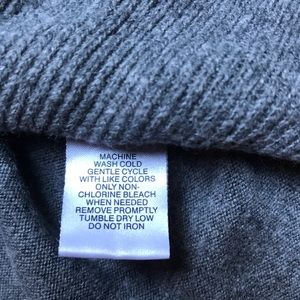 MACHINE
WASH COLD
GENTLE CYCLE
WITH LIKE COLORS
ONLY NON-
CHLORINE BLEACH
WHEN NEEDED
REMOVE PROMPTLY
TUMBLE DRY LOW
DO NOT IRON